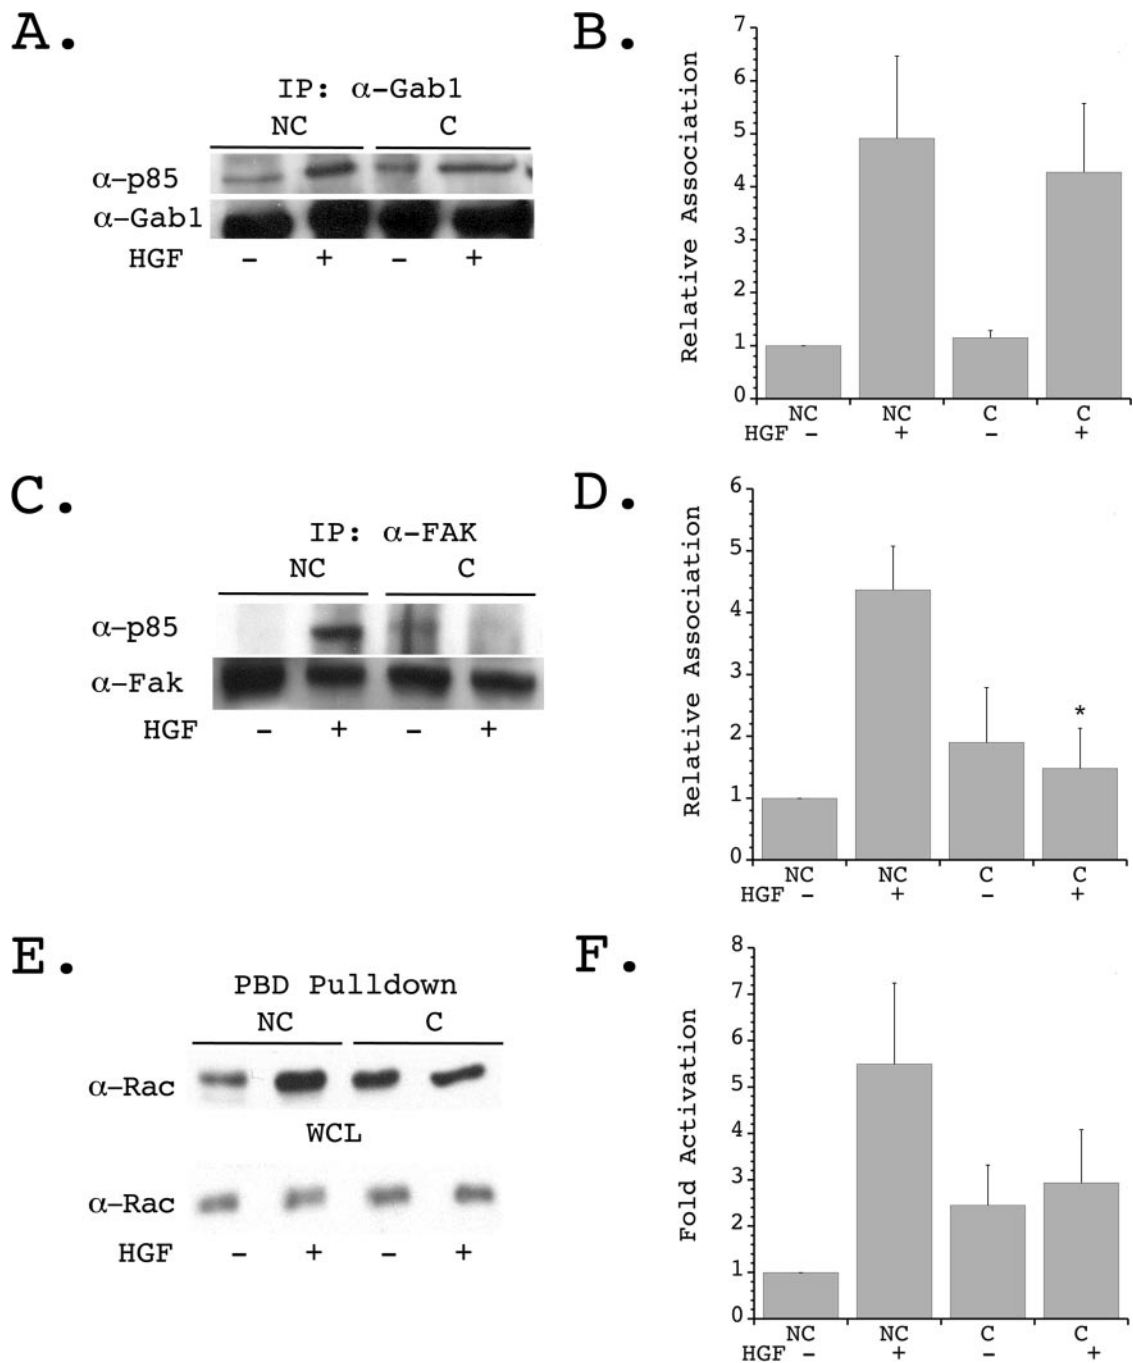 A.
IP: α-Gab1
NC C
α-p85
α-Gab1
HGF - + - +
B.
Relative Association
7
6
5
4
3
2
1
0
NC NC C C
HGF - + - +
C.
IP: α-FAK
NC C
α-p85
α-Fak
HGF - + - +
D.
Relative Association
6
5
4
3
2
1
0
*
NC NC C C
HGF - + - +
E.
PBD Pulldown
NC C
α-Rac
WCL
α-Rac
HGF - + - +
F.
Fold Activation
8
7
6
5
4
3
2
1
0
NC NC C C
HGF - + - +